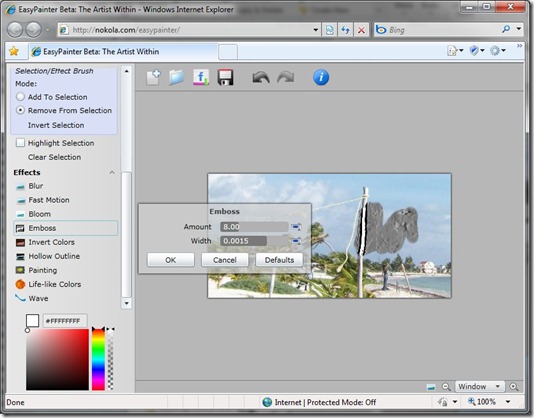 EasyPainter Beta: The Artist Within - Windows Internet Explorer
http://nokola.com/easypainter/
Bing
EasyPainter Beta: The Artist Within
Selection/Effect Brush
Mode:
Add To Selection
Remove From Selection
Invert Selection
Highlight Selection
Clear Selection
Effects
Blur
Fast Motion
Bloom
Emboss
Invert Colors
Hollow Outline
Painting
Life-like Colors
Wave
#FFFFFFFF
Emboss
Amount 8.00
Width 0.0015
OK Cancel Defaults
Window
Done
Internet | Protected Mode: Off
100%